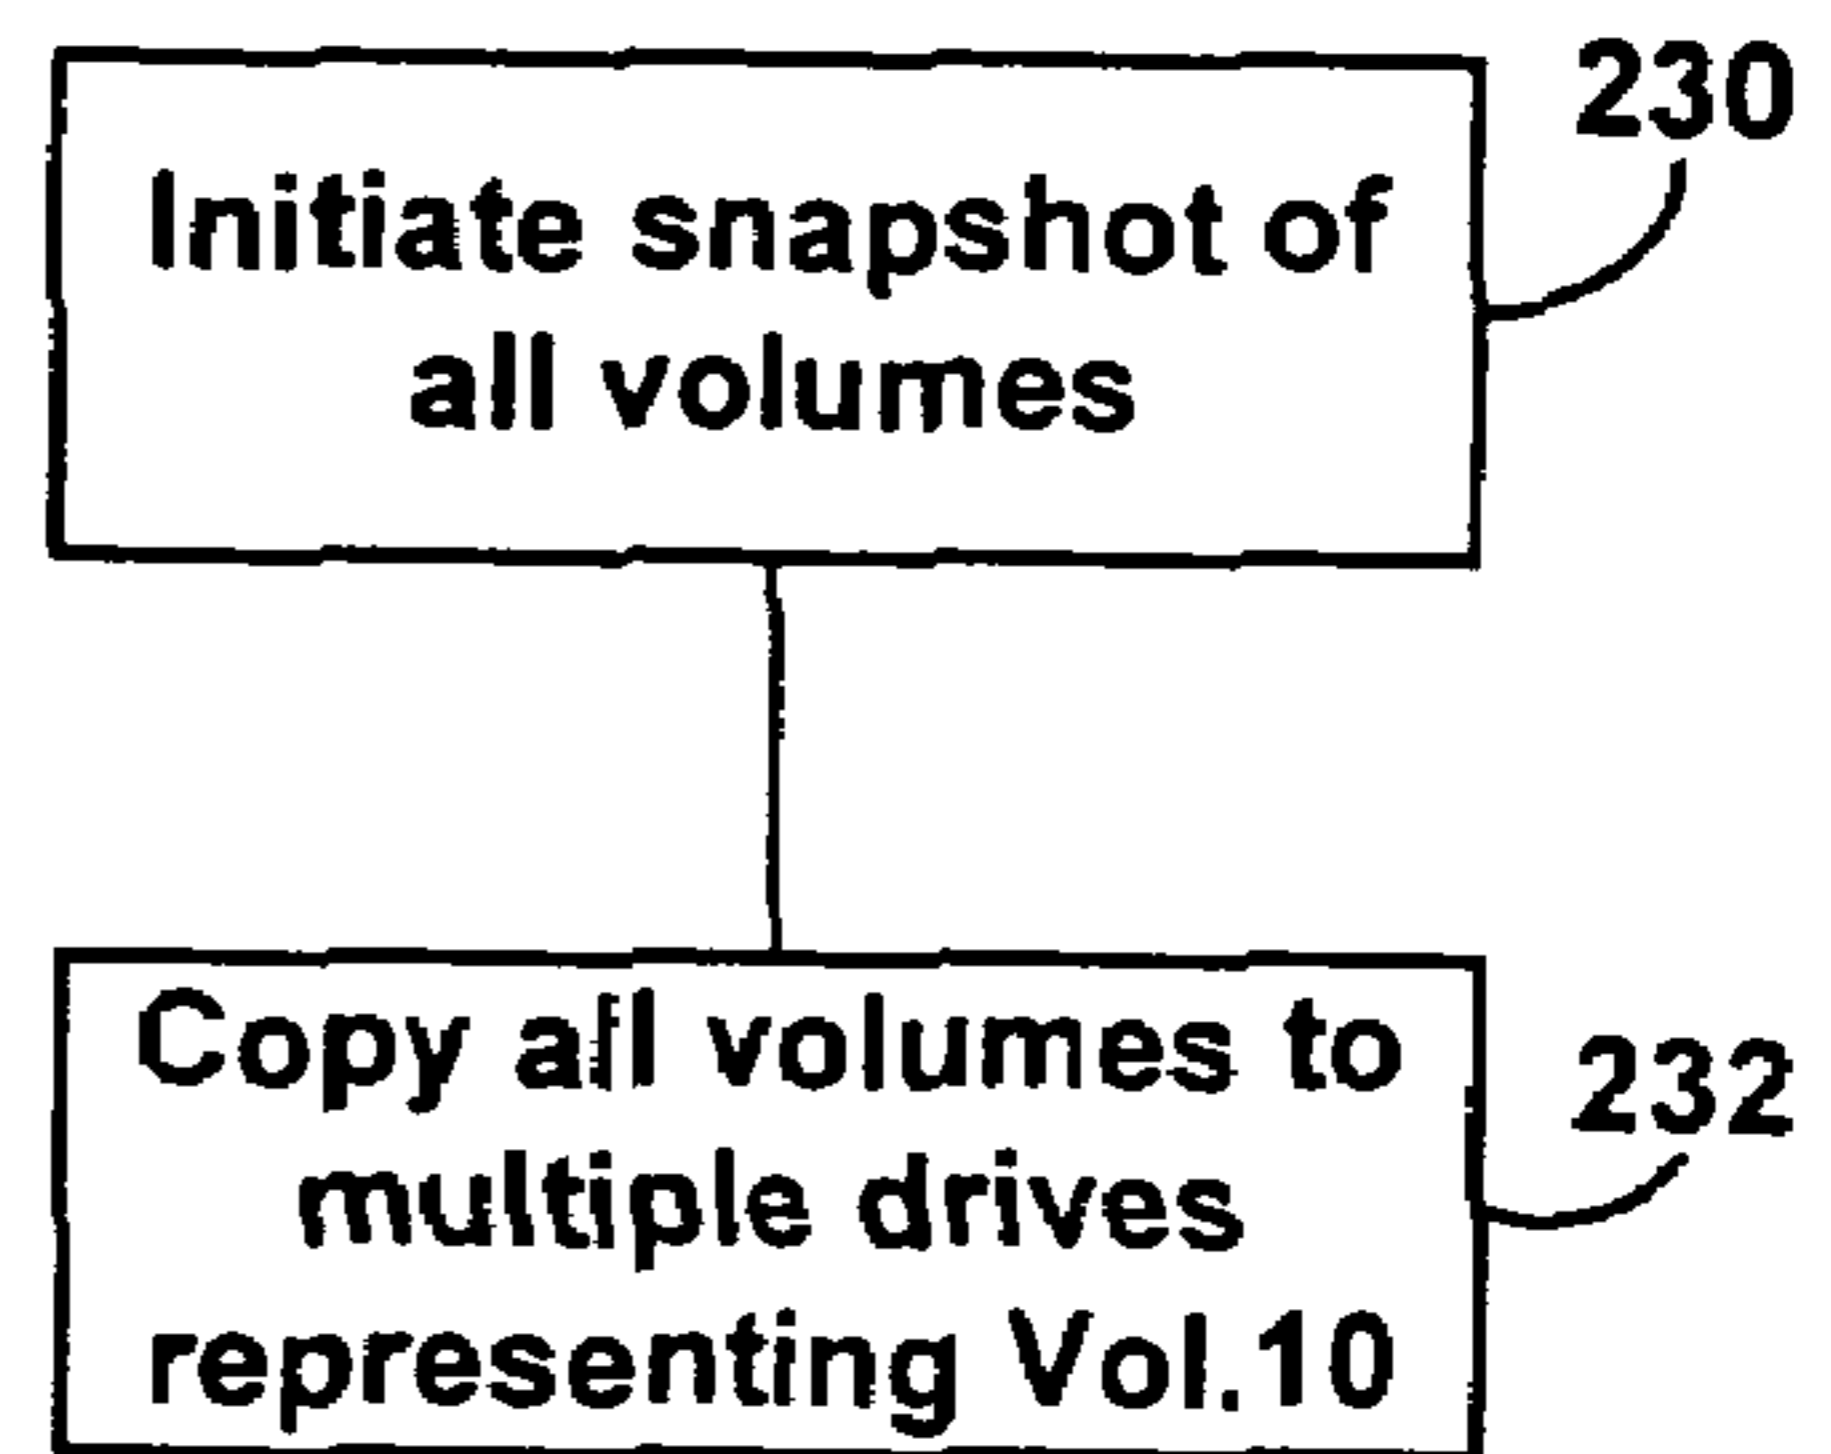 230
Initiate snapshot of
all volumes
Copy all volumes to
232
multiple drives
representing Vol.10